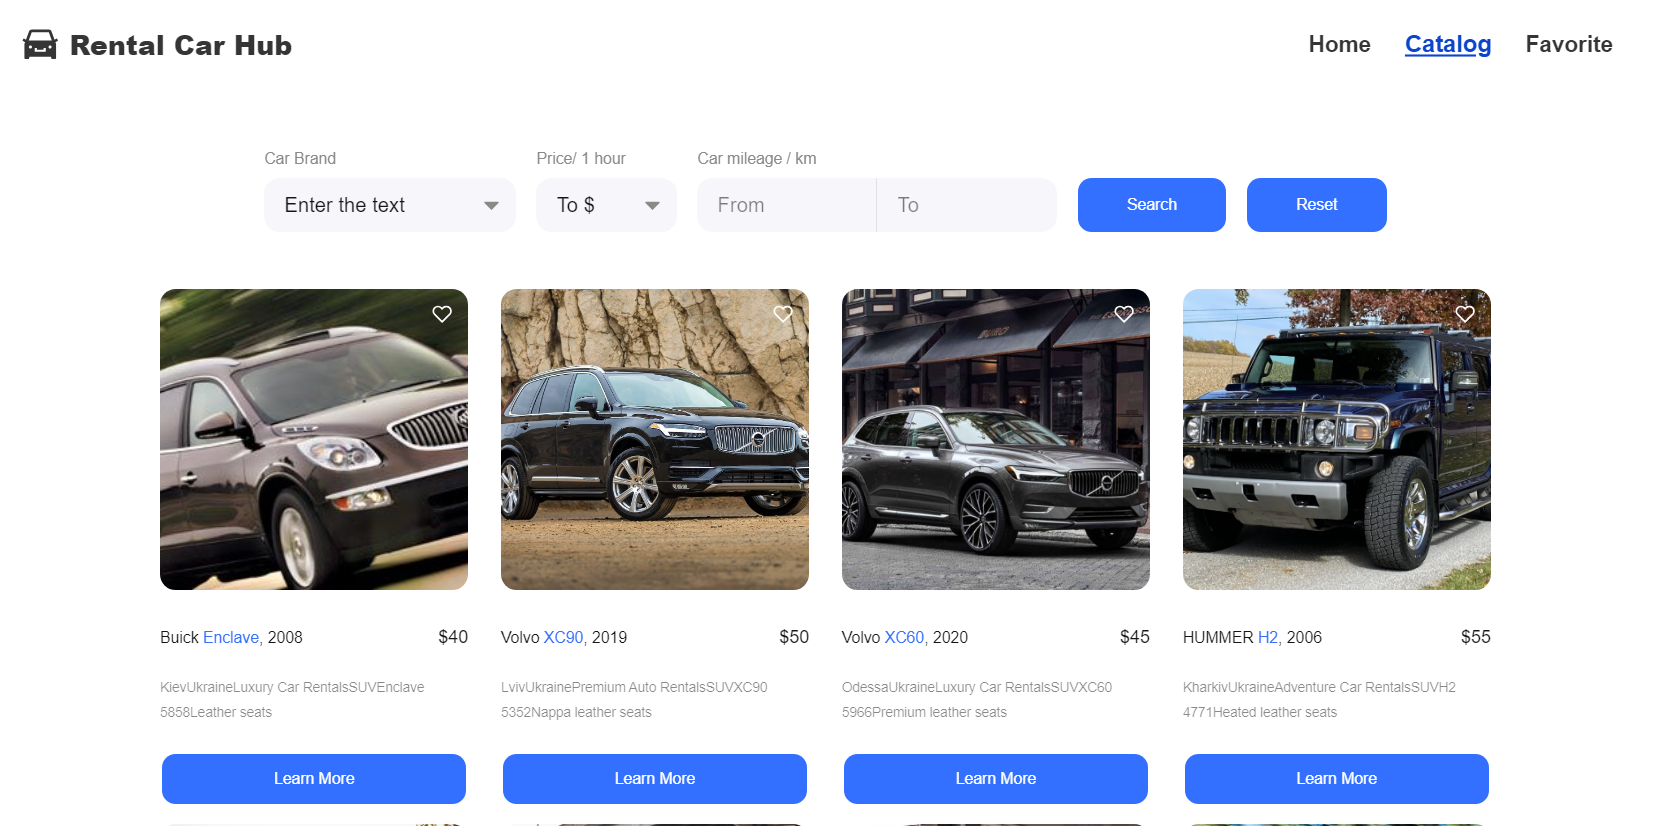 Rental Car Hub
Home Catalog Favorite
Car Brand Price/ 1 hour Car mileage / km
Enter the text To $ From To Search Reset
Buick Enclave, 2008 $40
Volvo XC90, 2019 $50
Volvo XC60, 2020 $45
HUMMER H2, 2006 $55
KievUkraineLuxury Car RentalsSUVEnclave
5858Leather seats
LvivUkrainePremium Auto RentalsSUVXC90
5352Nappa leather seats
OdessaUkraineLuxury Car RentalsSUVXC60
5966Premium leather seats
KharkivUkraineAdventure Car RentalsSUVH2
4771Heated leather seats
Learn More Learn More Learn More Learn More